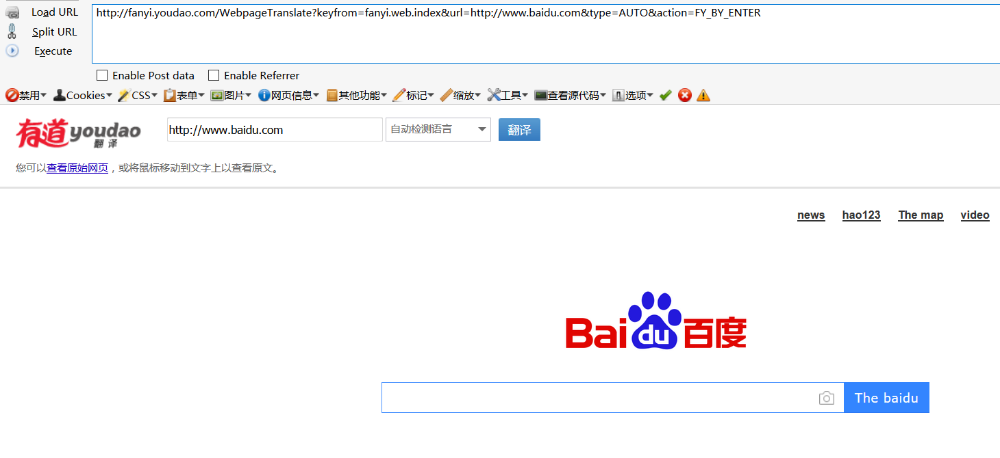 Load URL
http://fanyi.youdao.com/WebpageTranslate?keyfrom=fanyi.web.index&url=http://www.baidu.com&type=AUTO&action=FY_BY_ENTER
Split URL
Execute
Enable Post data Enable Referrer
禁用 Cookies CSS 表单 图片 网页信息 其他功能 标记 缩放 工具 查看源代码 选项
有道 youdao 翻译 http://www.baidu.com 自动检测语言 翻译
您可以查看原始网页，或将鼠标移动到文字上以查看原文。
news hao123 The map video
Bai du 百度
The baidu